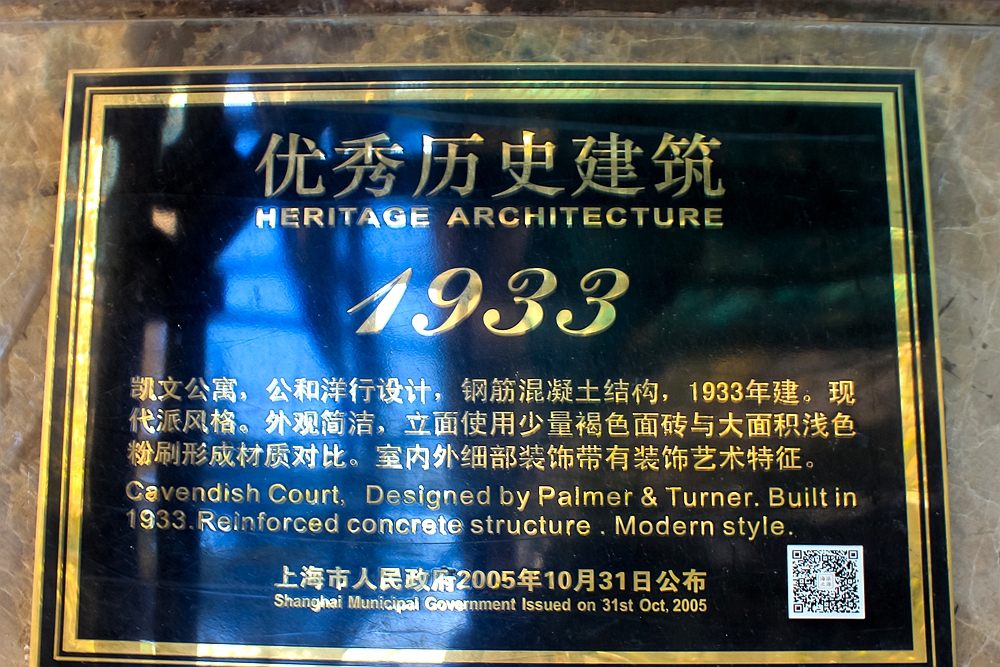 优秀历史建筑
HERITAGE ARCHITECTURE
1933
凯文公寓，公和洋行设计，钢筋混凝土结构，1933年建。现
代派风格。外观简洁，立面使用少量褐色面砖与大面积浅色
粉刷形成材质对比。室内外细部装饰带有装饰艺术特征。
Cavendish Court, Designed by Palmer & Turner. Built in
1933.Reinforced concrete structure . Modern style.
上海市人民政府2005年10月31日公布
Shanghai Municipal Government Issued on 31st Oct, 2005